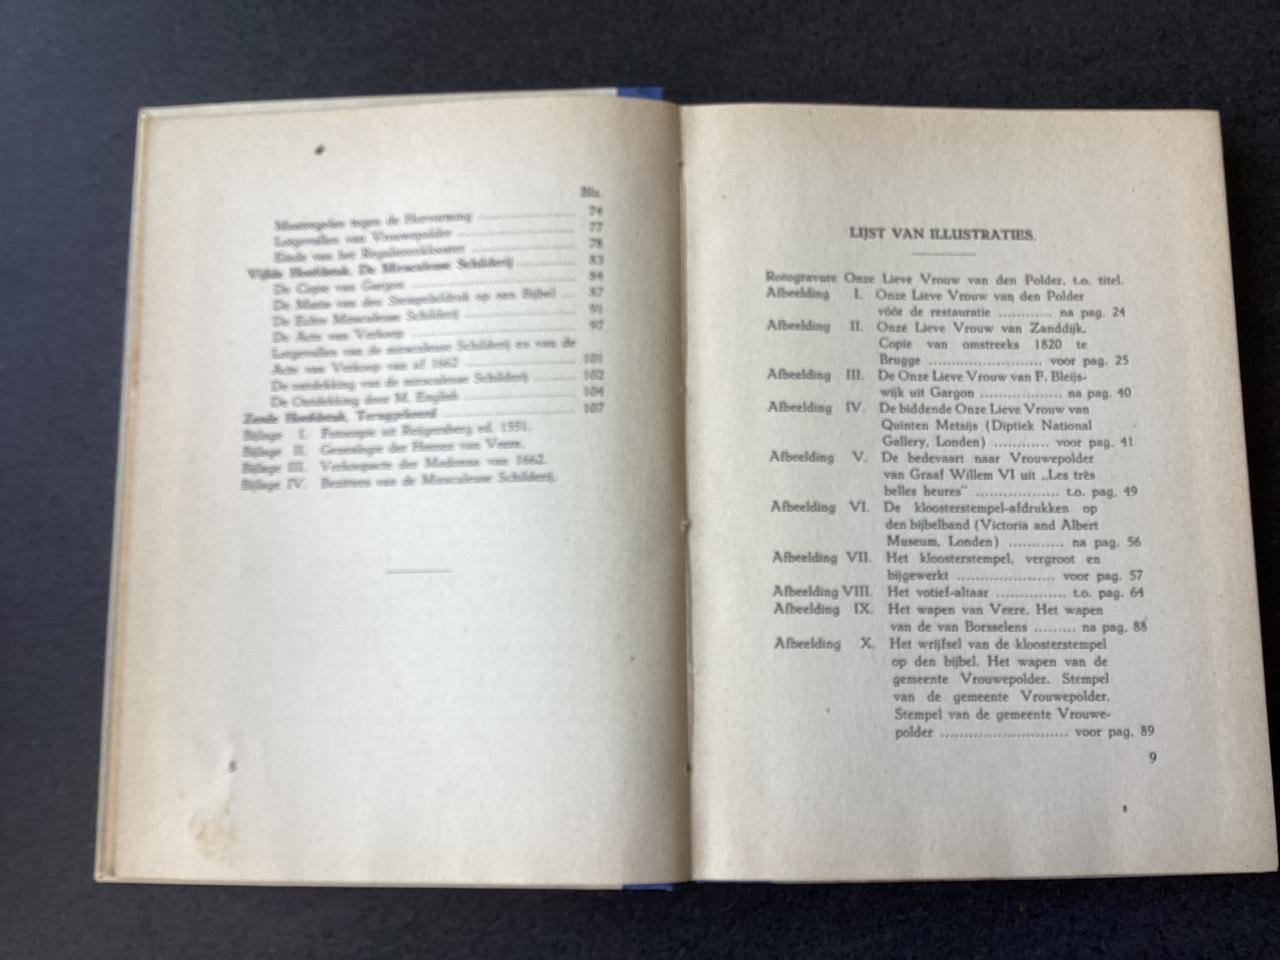 Blz.
Maatregelen tegen de Hervorming ........ 74
Lotgevallen van Vrouwepolder ........ 77
Einde van het Regulierenklooster ........ 78
Vijfde Hoofdstuk. De Miraculeuse Schilderij ........ 83
De Copie van Gargon ........ 84
De Maria van den Stempelafdruk op een Bijbel .... 87
De Echte Miraculeuse Schilderij ........ 91
De Acte van Verkoop ........ 97
Lotgevallen van de miraculeuse Schilderij en van de
Acte van Verkoop van af 1662 ........ 101
De ontdekking van de miraculeuse Schilderij ........ 102
De Ontdekking door M. English ........ 104
Zesde Hoofdstuk. Teruggekeerd ........ 107
Bijlage I. Fotocopie uit Reijgersberg ed. 1551.
Bijlage II. Genealogie der Heeren van Veere.
Bijlage III. Verkoopacte der Madonna van 1662.
Bijlage IV. Bezitters van de Miraculeuse Schilderij.
8
LIJST VAN ILLUSTRATIES.
Rotogravure Onze Lieve Vrouw van den Polder, t.o. titel.
Afbeelding I. Onze Lieve Vrouw van den Polder
vóór de restauratie ............ na pag. 24
Afbeelding II. Onze Lieve Vrouw van Zanddijk,
Copie van omstreeks 1820 te
Brugge ......................... voor pag. 25
Afbeelding III. De Onze Lieve Vrouw van P. Bleijs-
wijk uit Gargon .................. na pag. 40
Afbeelding IV. De biddende Onze Lieve Vrouw van
Quinten Metsijs (Diptiek National
Gallery, Londen) ............ voor pag. 41
Afbeelding V. De bedevaart naar Vrouwepolder
van Graaf Willem VI uit „Les très
belles heures" .................. t.o. pag. 49
Afbeelding VI. De kloosterstempel-afdrukken op
den bijbelband (Victoria and Albert
Museum, Londen) ............ na pag. 56
Afbeelding VII. Het kloosterstempel, vergroot en
bijgewerkt ..................... voor pag. 57
Afbeelding VIII. Het votief-altaar ............... t.o. pag. 64
Afbeelding IX. Het wapen van Veere. Het wapen
van de van Borsselens ......... na pag. 88
Afbeelding X. Het wrijfsel van de kloosterstempel
op den bijbel. Het wapen van de
gemeente Vrouwepolder. Stempel
van de gemeente Vrouwepolder.
Stempel van de gemeente Vrouwe-
polder ........................... voor pag. 89
9